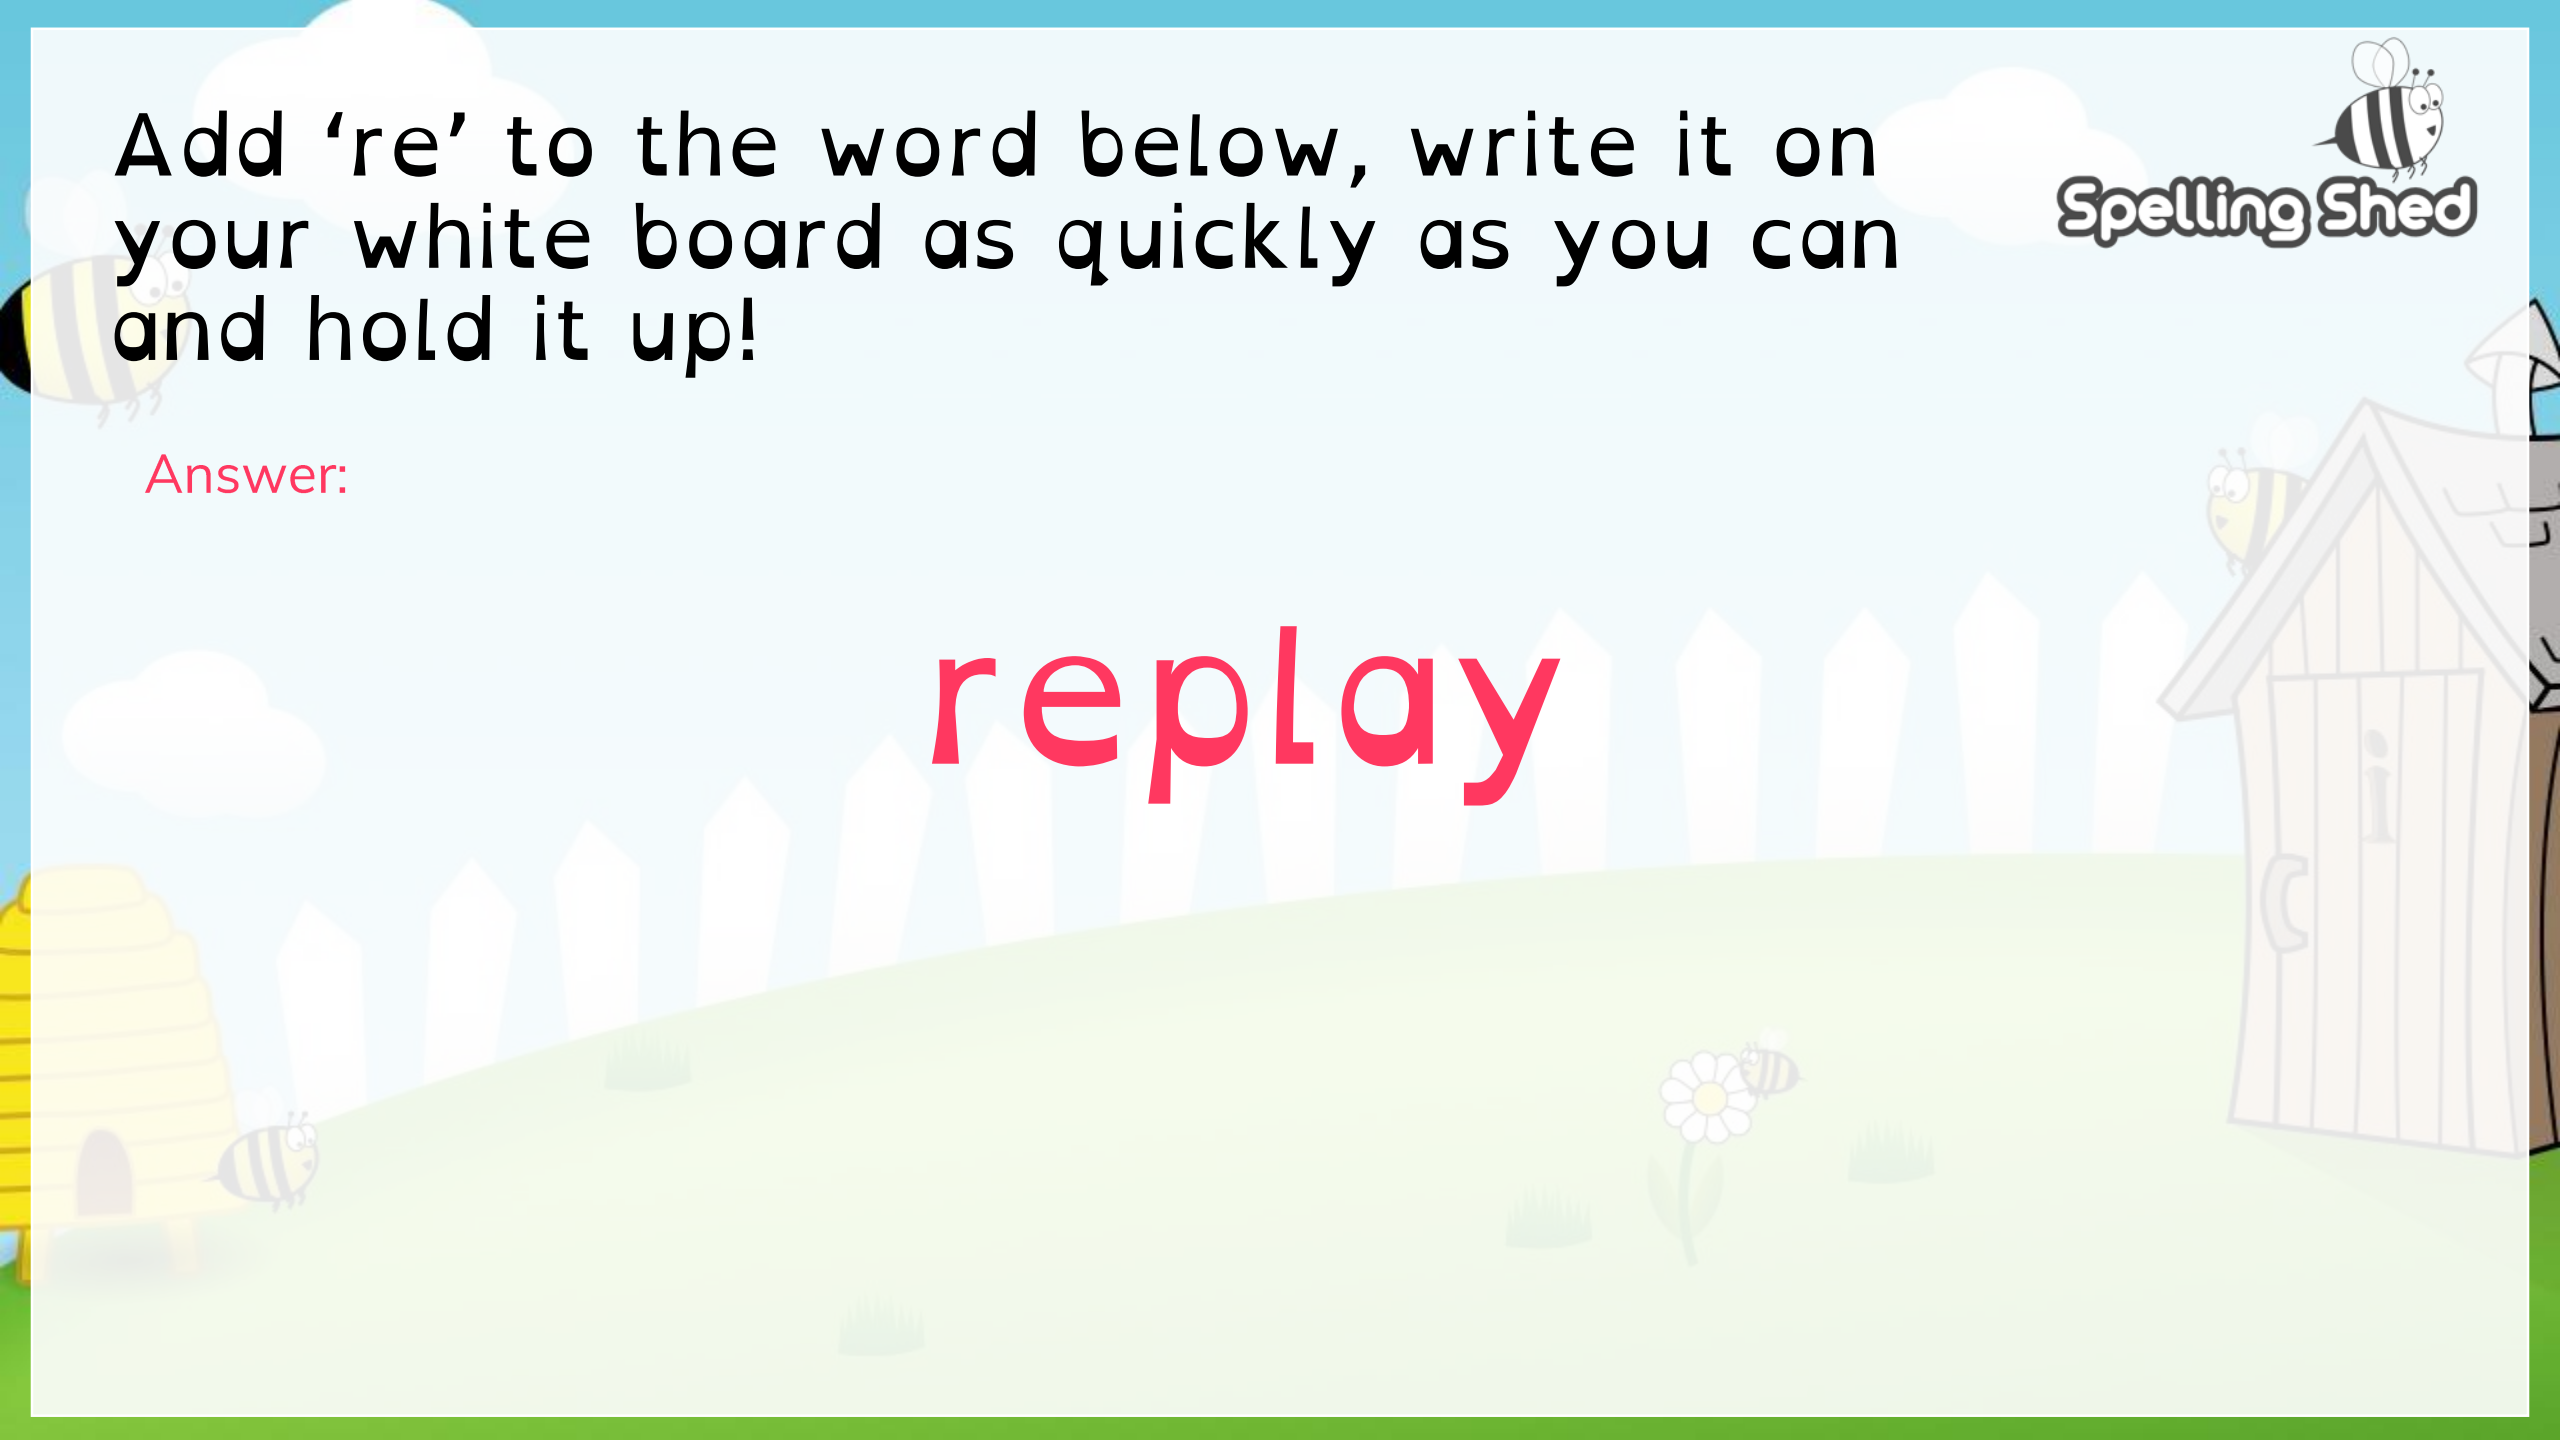 Add ‘re’ to the word below, write it on
your white board as quickly as you can
and hold it up!
Spelling Shed
Answer:
replay
i